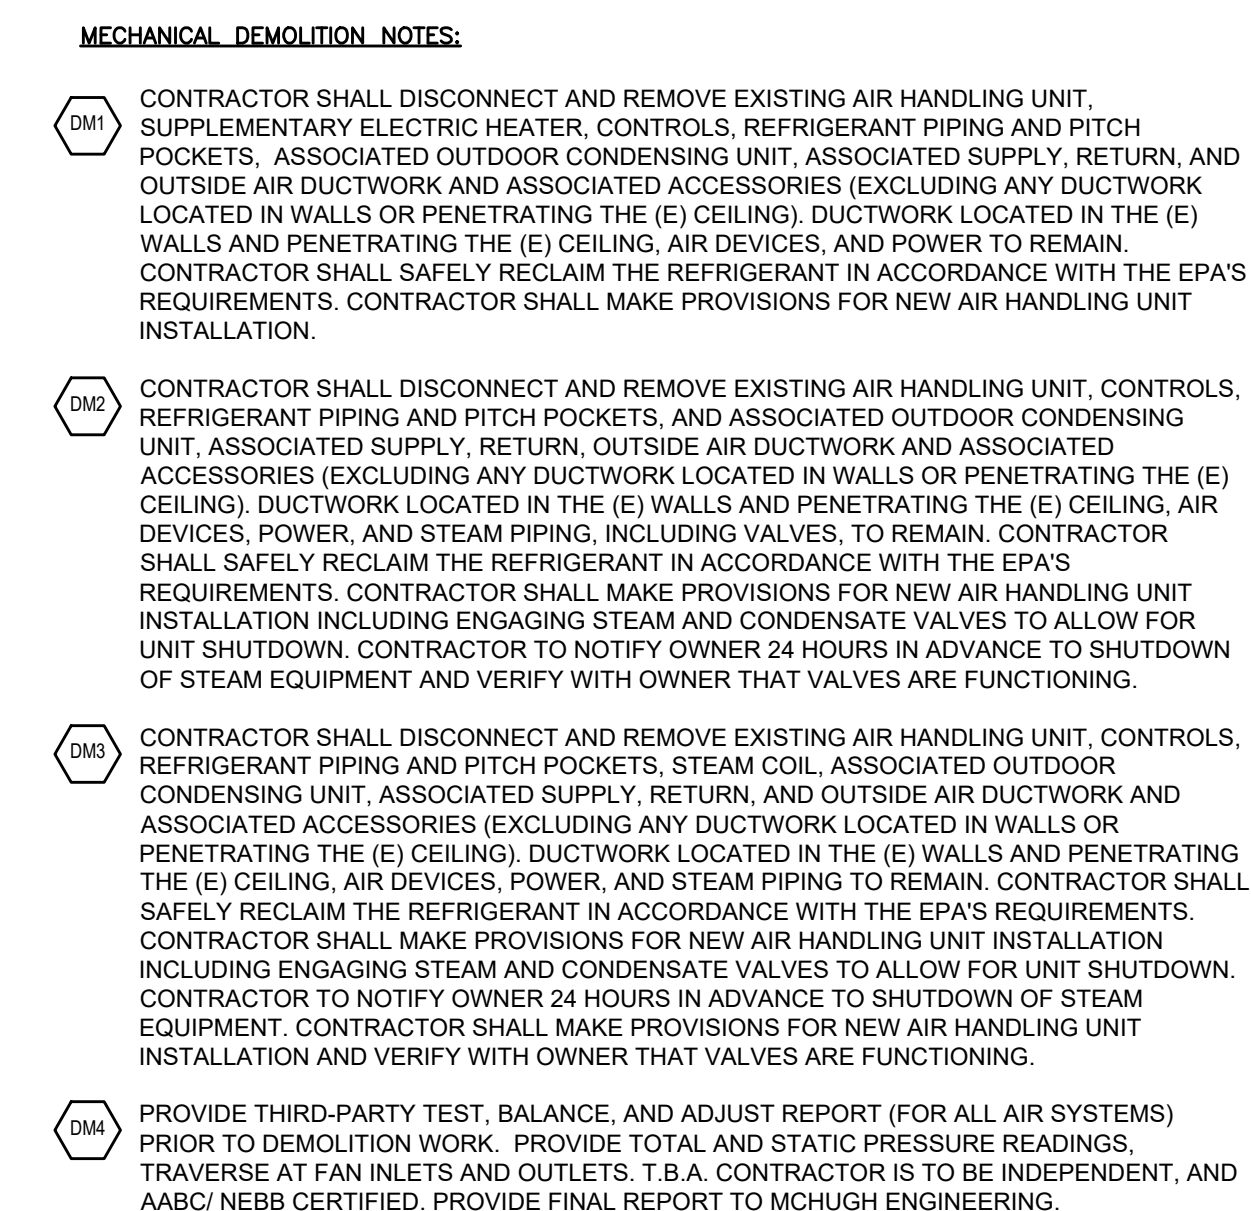 MECHANICAL DEMOLITION NOTES:
DM1
CONTRACTOR SHALL DISCONNECT AND REMOVE EXISTING AIR HANDLING UNIT,
SUPPLEMENTARY ELECTRIC HEATER, CONTROLS, REFRIGERANT PIPING AND PITCH
POCKETS, ASSOCIATED OUTDOOR CONDENSING UNIT, ASSOCIATED SUPPLY, RETURN, AND
OUTSIDE AIR DUCTWORK AND ASSOCIATED ACCESSORIES (EXCLUDING ANY DUCTWORK
LOCATED IN WALLS OR PENETRATING THE (E) CEILING). DUCTWORK LOCATED IN THE (E)
WALLS AND PENETRATING THE (E) CEILING, AIR DEVICES, AND POWER TO REMAIN.
CONTRACTOR SHALL SAFELY RECLAIM THE REFRIGERANT IN ACCORDANCE WITH THE EPA'S
REQUIREMENTS. CONTRACTOR SHALL MAKE PROVISIONS FOR NEW AIR HANDLING UNIT
INSTALLATION.
DM2
CONTRACTOR SHALL DISCONNECT AND REMOVE EXISTING AIR HANDLING UNIT, CONTROLS,
REFRIGERANT PIPING AND PITCH POCKETS, AND ASSOCIATED OUTDOOR CONDENSING
UNIT, ASSOCIATED SUPPLY, RETURN, OUTSIDE AIR DUCTWORK AND ASSOCIATED
ACCESSORIES (EXCLUDING ANY DUCTWORK LOCATED IN WALLS OR PENETRATING THE (E)
CEILING). DUCTWORK LOCATED IN THE (E) WALLS AND PENETRATING THE (E) CEILING, AIR
DEVICES, POWER, AND STEAM PIPING, INCLUDING VALVES, TO REMAIN. CONTRACTOR
SHALL SAFELY RECLAIM THE REFRIGERANT IN ACCORDANCE WITH THE EPA'S
REQUIREMENTS. CONTRACTOR SHALL MAKE PROVISIONS FOR NEW AIR HANDLING UNIT
INSTALLATION INCLUDING ENGAGING STEAM AND CONDENSATE VALVES TO ALLOW FOR
UNIT SHUTDOWN. CONTRACTOR TO NOTIFY OWNER 24 HOURS IN ADVANCE TO SHUTDOWN
OF STEAM EQUIPMENT AND VERIFY WITH OWNER THAT VALVES ARE FUNCTIONING.
DM3
CONTRACTOR SHALL DISCONNECT AND REMOVE EXISTING AIR HANDLING UNIT, CONTROLS,
REFRIGERANT PIPING AND PITCH POCKETS, STEAM COIL, ASSOCIATED OUTDOOR
CONDENSING UNIT, ASSOCIATED SUPPLY, RETURN, AND OUTSIDE AIR DUCTWORK AND
ASSOCIATED ACCESSORIES (EXCLUDING ANY DUCTWORK LOCATED IN WALLS OR
PENETRATING THE (E) CEILING). DUCTWORK LOCATED IN THE (E) WALLS AND PENETRATING
THE (E) CEILING, AIR DEVICES, POWER, AND STEAM PIPING TO REMAIN. CONTRACTOR SHALL
SAFELY RECLAIM THE REFRIGERANT IN ACCORDANCE WITH THE EPA'S REQUIREMENTS.
CONTRACTOR SHALL MAKE PROVISIONS FOR NEW AIR HANDLING UNIT INSTALLATION
INCLUDING ENGAGING STEAM AND CONDENSATE VALVES TO ALLOW FOR UNIT SHUTDOWN.
CONTRACTOR TO NOTIFY OWNER 24 HOURS IN ADVANCE TO SHUTDOWN OF STEAM
EQUIPMENT. CONTRACTOR SHALL MAKE PROVISIONS FOR NEW AIR HANDLING UNIT
INSTALLATION AND VERIFY WITH OWNER THAT VALVES ARE FUNCTIONING.
DM4
PROVIDE THIRD-PARTY TEST, BALANCE, AND ADJUST REPORT (FOR ALL AIR SYSTEMS)
PRIOR TO DEMOLITION WORK. PROVIDE TOTAL AND STATIC PRESSURE READINGS,
TRAVERSE AT FAN INLETS AND OUTLETS. T.B.A. CONTRACTOR IS TO BE INDEPENDENT, AND
AABC/ NEBB CERTIFIED. PROVIDE FINAL REPORT TO MCHUGH ENGINEERING.